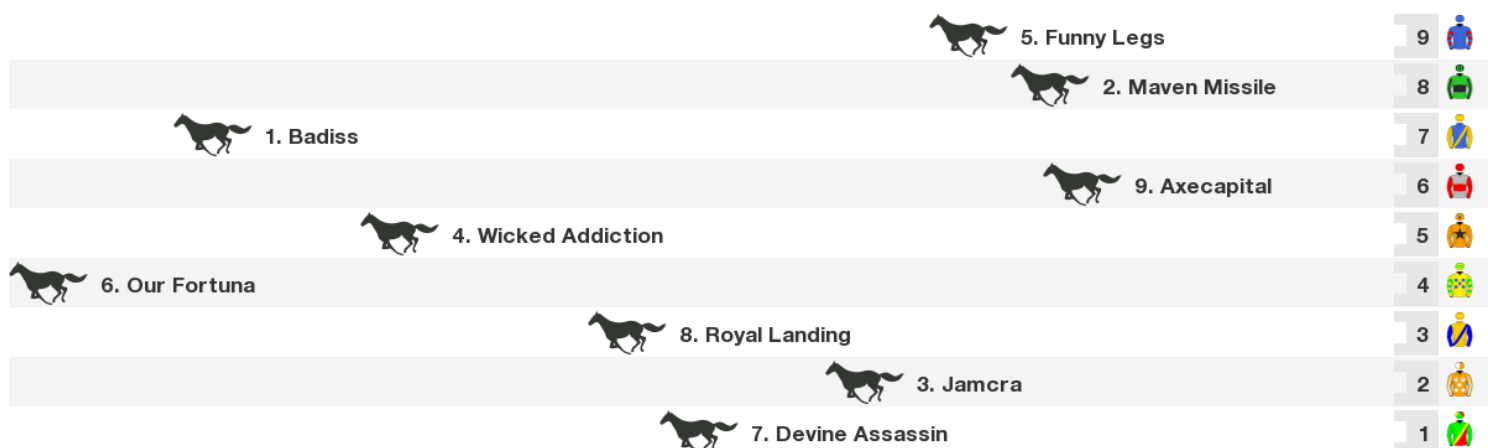 5. Funny Legs 9
2. Maven Missile 8
1. Badiss 7
9. Axecapital 6
4. Wicked Addiction 5
6. Our Fortuna 4
8. Royal Landing 3
3. Jamcra 2
7. Devine Assassin 1